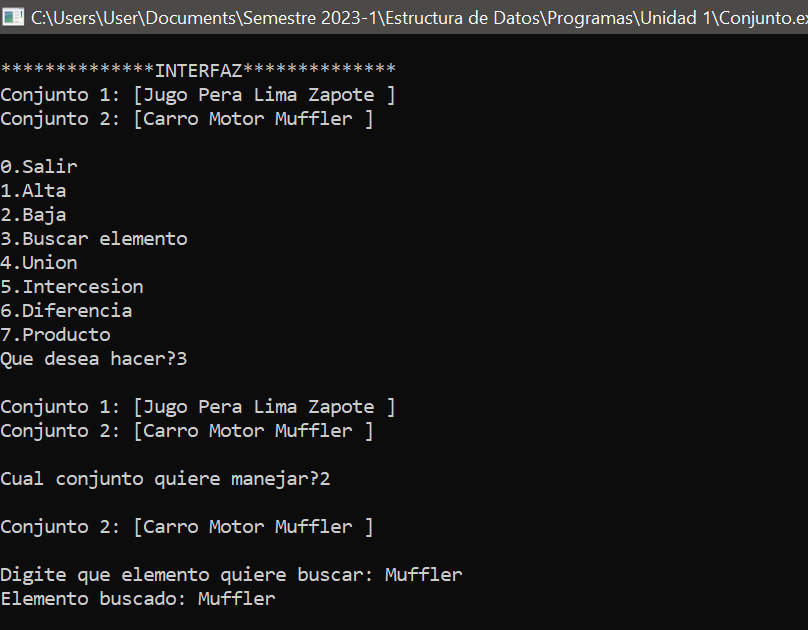 C:\Users\User\Documents\Semestre 2023-1\Estructura de Datos\Programas\Unidad 1\Conjunto.ex
**************INTERFAZ**************
Conjunto 1: [Jugo Pera Lima Zapote ]
Conjunto 2: [Carro Motor Muffler ]
0.Salir
1.Alta
2.Baja
3.Buscar elemento
4.Union
5.Intercesion
6.Diferencia
7.Producto
Que desea hacer?3
Conjunto 1: [Jugo Pera Lima Zapote ]
Conjunto 2: [Carro Motor Muffler ]
Cual conjunto quiere manejar?2
Conjunto 2: [Carro Motor Muffler ]
Digite que elemento quiere buscar: Muffler
Elemento buscado: Muffler